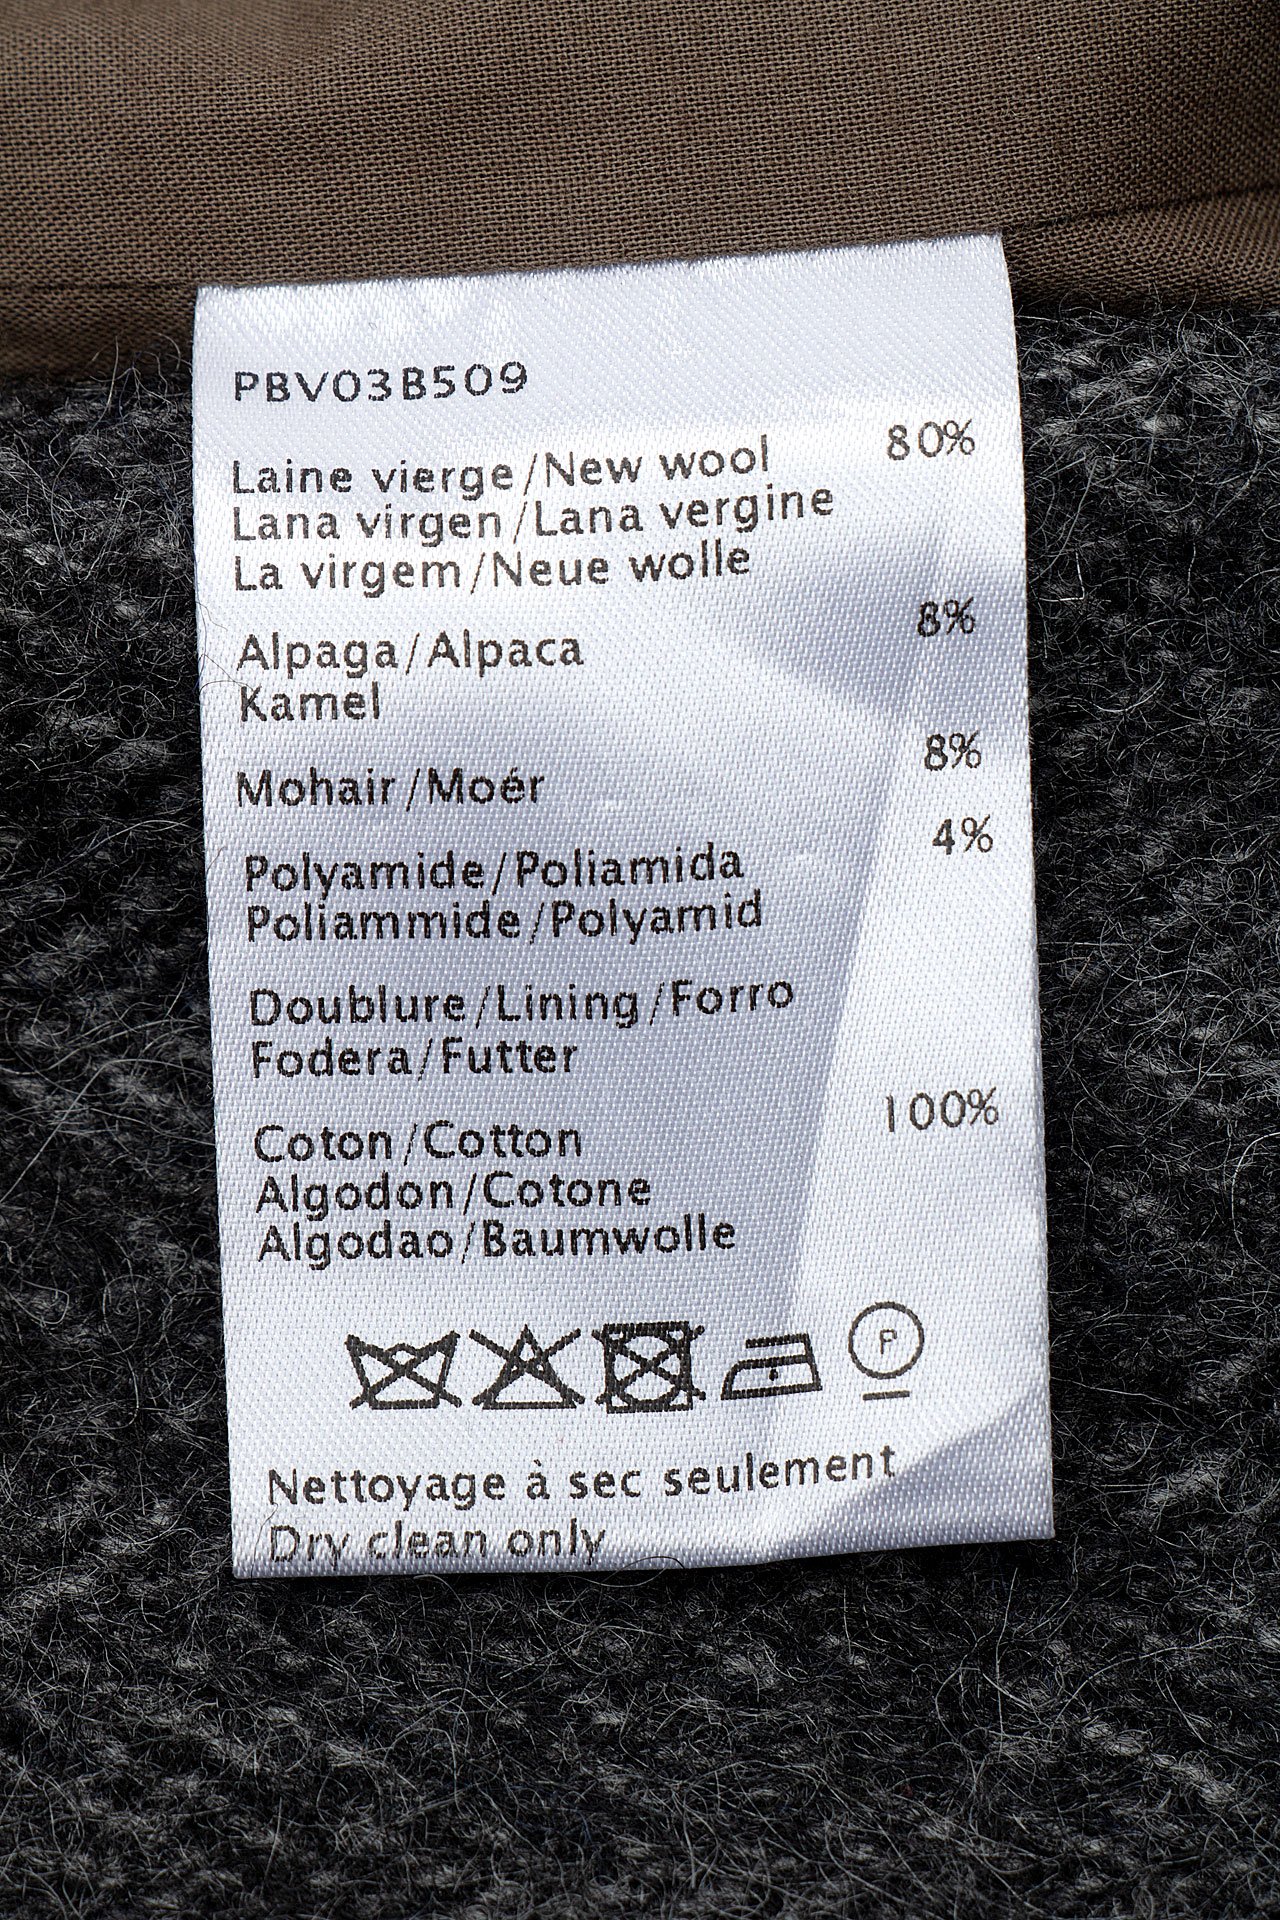 PBV03B509
Laine vierge/New wool 80%
Lana virgen/Lana vergine
La virgem/Neue wolle
Alpaga/Alpaca 8%
Kamel
Mohair/Moér 8%
Polyamide/Poliamida 4%
Poliammide/Polyamid
Doublure/Lining/Forro
Fodera/Futter
Coton/Cotton 100%
Algodon/Cotone
Algodao/Baumwolle
P
Nettoyage à sec seulement
Dry clean only